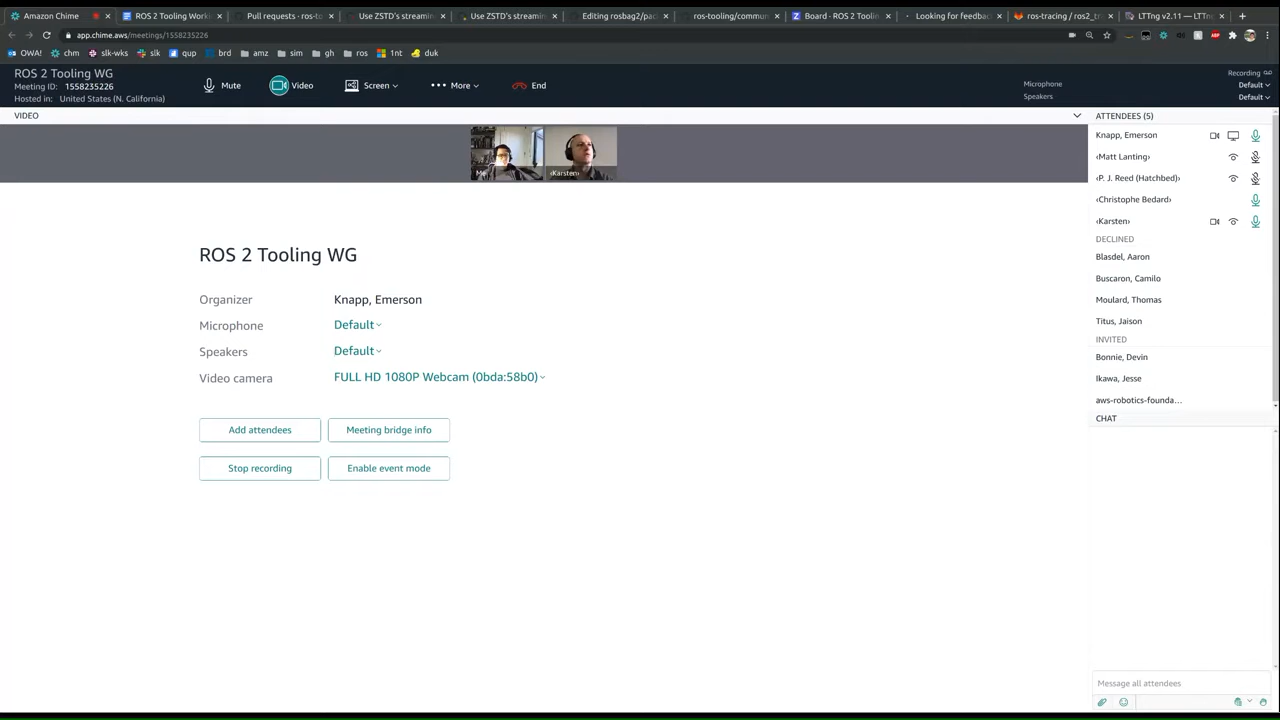 Amazon Chime
ROS 2 Tooling Worki
Pull requests · ros-to
Use ZSTD's streamin
Use ZSTD's streamin
Editing rosbag2/pac
ros-tooling/commun
Board - ROS 2 Toolin
Looking for feedback
ros-tracing / ros2_tr
LTTng v2.11 — LTTng
app.chime.aws/meetings/1558235226
OWA!
chm
slk-wks
slk
qup
brd
amz
sim
gh
ros
1nt
duk
ROS 2 Tooling WG
Meeting ID: 1558235226
Hosted in: United States (N. California)
Mute
Video
Screen
More
End
Microphone
Speakers
Recording
Default
Default
VIDEO
Me
‹Karsten›
ROS 2 Tooling WG
Organizer Knapp, Emerson
Microphone Default
Speakers Default
Video camera FULL HD 1080P Webcam (0bda:58b0)
Add attendees
Meeting bridge info
Stop recording
Enable event mode
ATTENDEES (5)
Knapp, Emerson
‹Matt Lanting›
‹P. J. Reed (Hatchbed)›
‹Christophe Bedard›
‹Karsten›
DECLINED
Blasdel, Aaron
Buscaron, Camilo
Moulard, Thomas
Titus, Jaison
INVITED
Bonnie, Devin
Ikawa, Jesse
aws-robotics-founda...
CHAT
Message all attendees